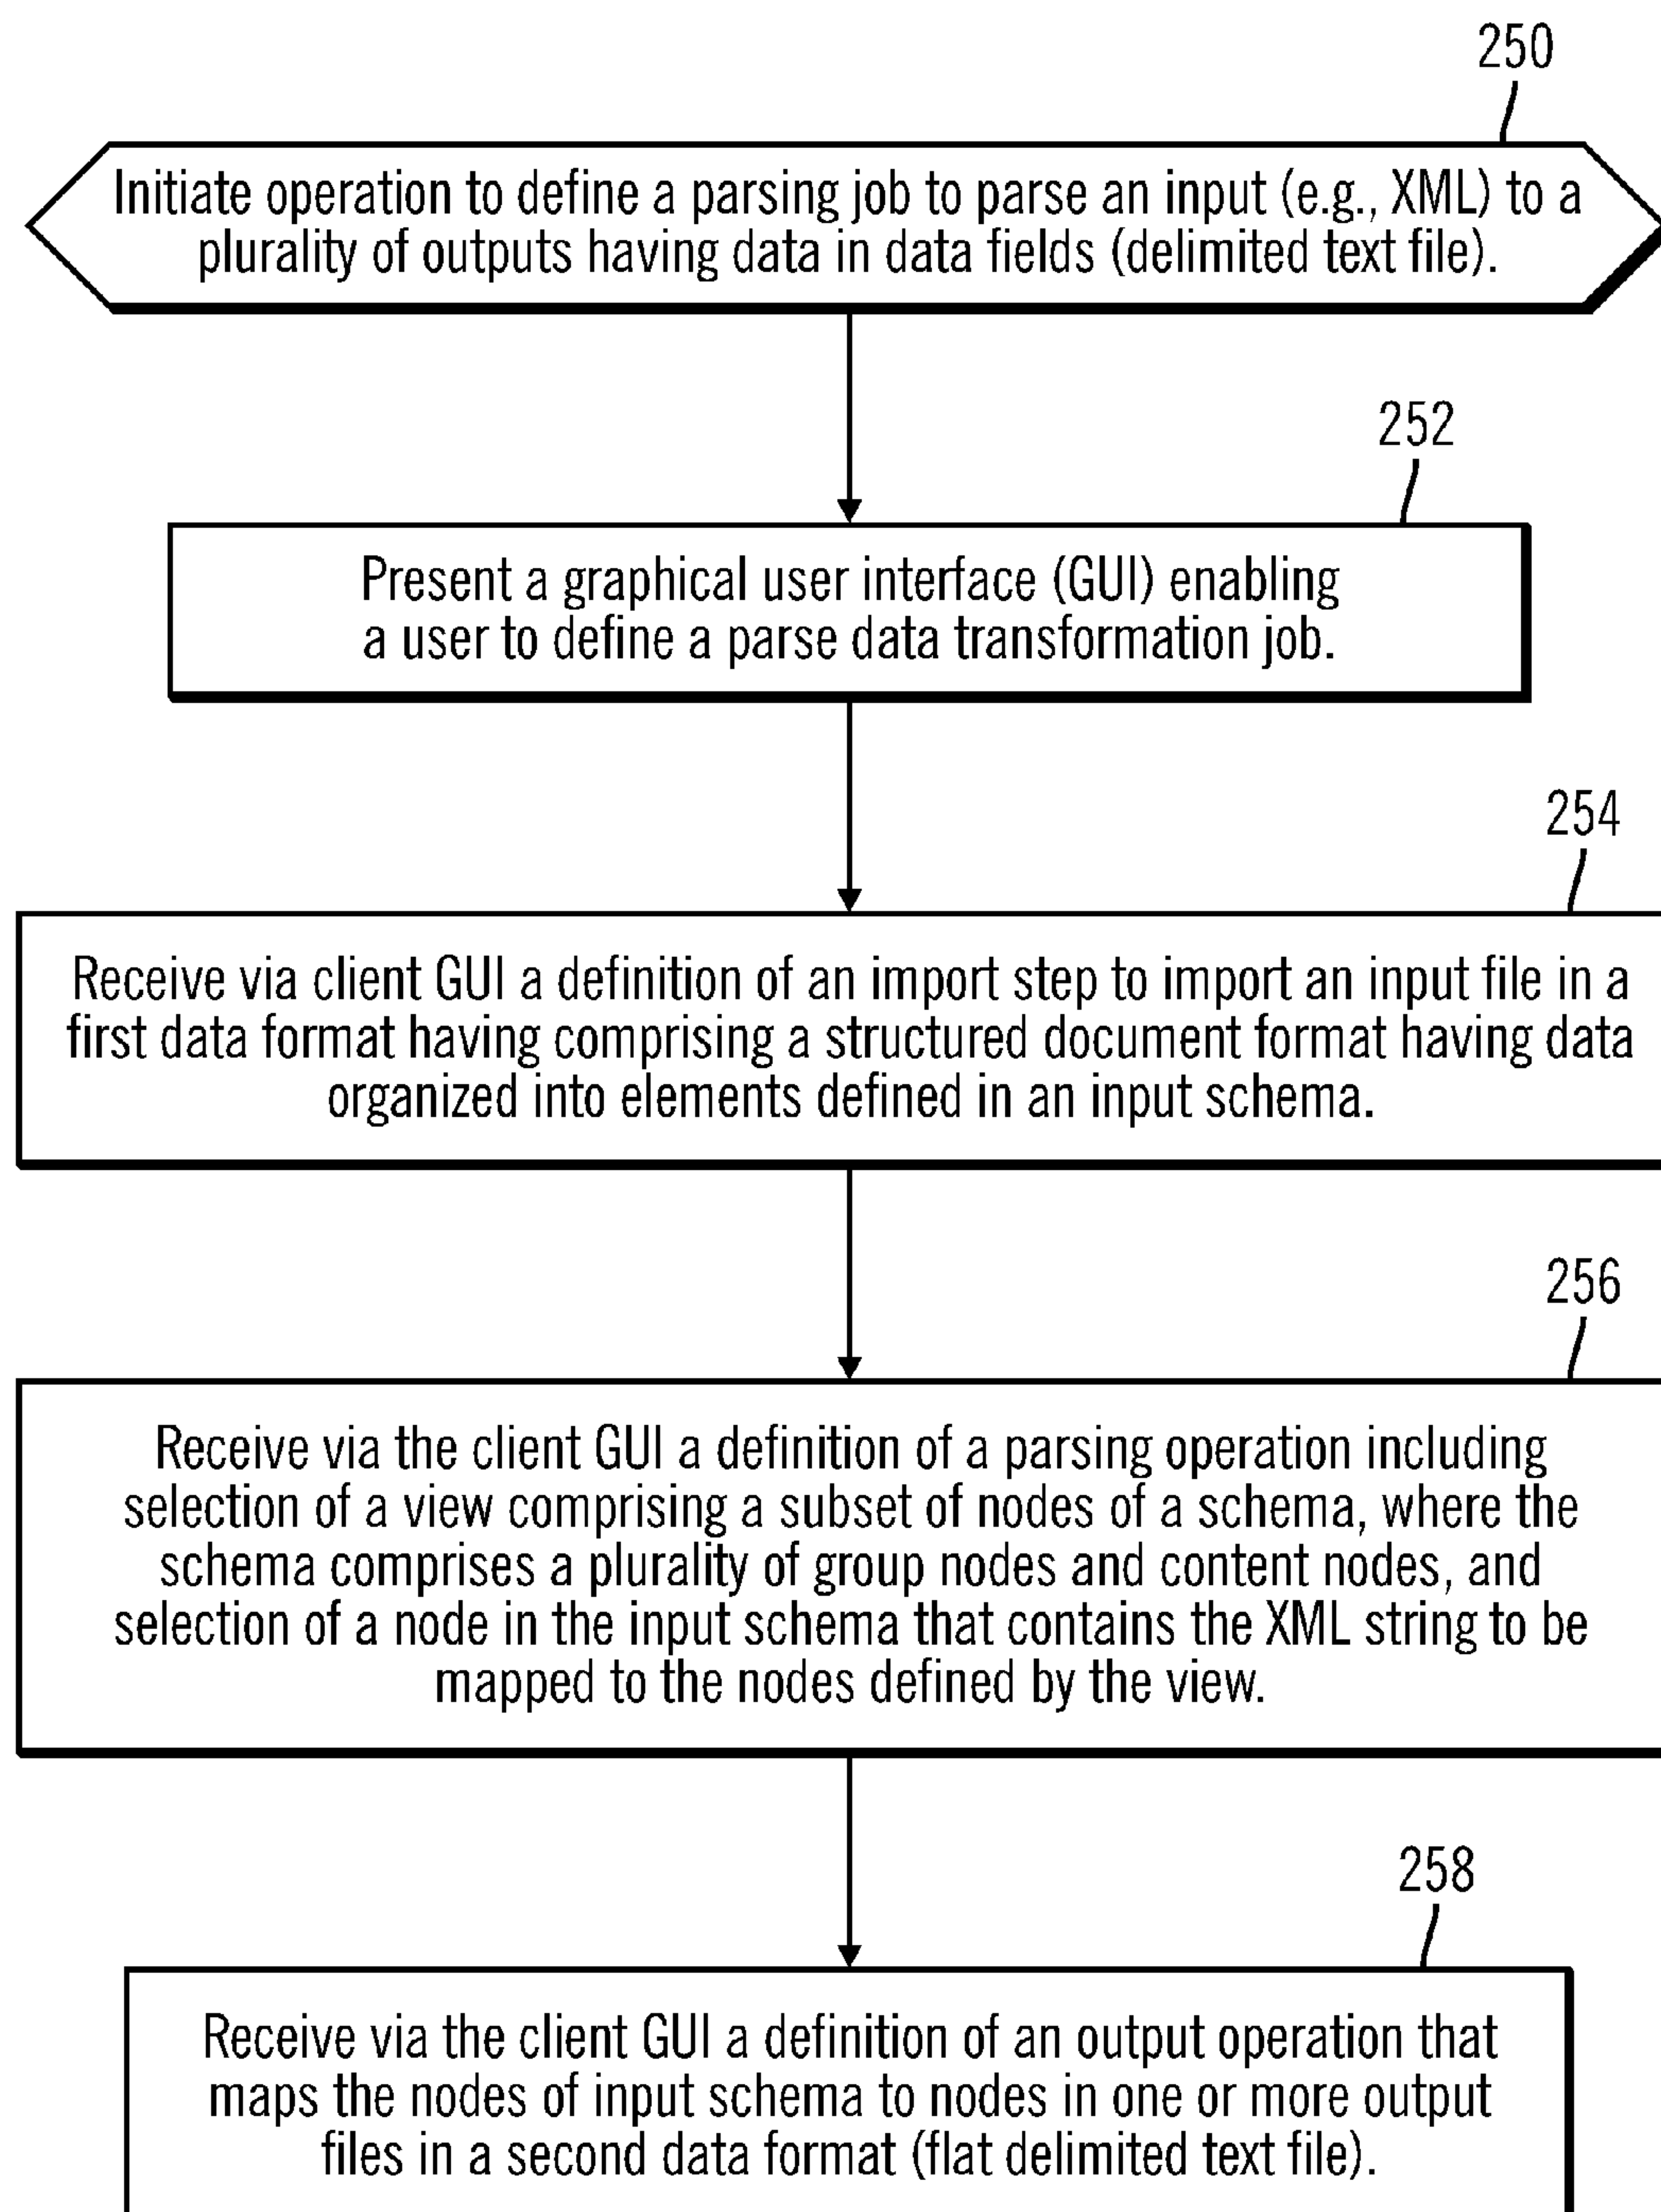 250
Initiate operation to define a parsing job to parse an input (e.g., XML) to a
plurality of outputs having data in data fields (delimited text file).
252
Present a graphical user interface (GUI) enabling
a user to define a parse data transformation job.
254
Receive via client GUI a definition of an import step to import an input file in a
first data format having comprising a structured document format having data
organized into elements defined in an input schema.
256
Receive via the client GUI a definition of a parsing operation including
selection of a view comprising a subset of nodes of a schema, where the
schema comprises a plurality of group nodes and content nodes, and
selection of a node in the input schema that contains the XML string to be
mapped to the nodes defined by the view.
258
Receive via the client GUI a definition of an output operation that
maps the nodes of input schema to nodes in one or more output
files in a second data format (flat delimited text file).